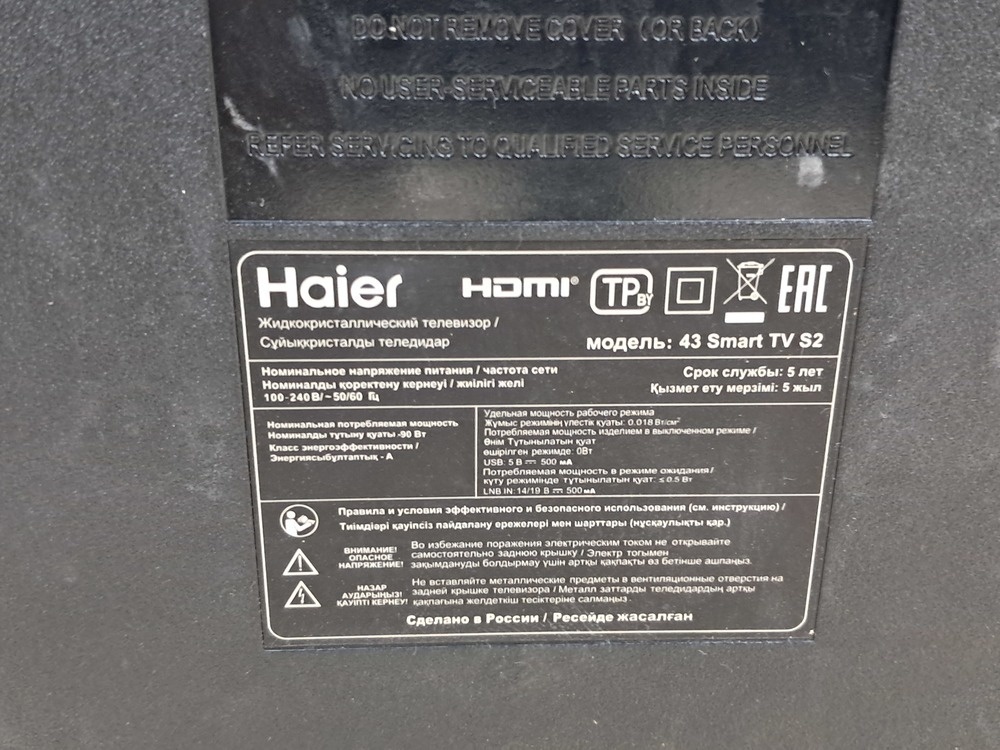 DO NOT REMOVE COVER (OR BACK)
NO USER-SERVICEABLE PARTS INSIDE
REFER SERVICING TO QUALIFIED SERVICE PERSONNEL
Haier HDMI® TP BY EAC
Жидкокристаллический телевизор /
Сұйыққристалды теледидар
модель: 43 Smart TV S2
Номинальное напряжение питания / частота сети
Номиналды қоректену кернеуі / жиілігі желі
100-240 В/~50/60 Гц
Срок службы: 5 лет
Қызмет ету мерзімі: 5 жыл
Номинальная потребляемая мощность
Номиналды тұтыну қуаты -90 Вт
Класс энергоэффективности /
Энергиясыбұлтаптық - А
Удельная мощность рабочего режима
Жұмыс режимінің үлестік қуаты: 0.018 Вт/см²
Потребляемая мощность изделием в выключенном режиме /
Өнім Тұтынылатын қуат
өшірілген режимде: 0Вт
USB: 5 В ⎓ 500 мА
Потребляемая мощность в режиме ожидания /
күту режимінде тұтынылатын қуат: ≤ 0.5 Вт
LNB IN: 14/19 В ⎓ 500 мА
Правила и условия эффективного и безопасного использования (см. инструкцию) /
Тиімдіері қауіпсіз пайдалану ережелері мен шарттары (нұсқаулықты қар.)
ВНИМАНИЕ!
ОПАСНОЕ
НАПРЯЖЕНИЕ!
Во избежание поражения электрическим током не открывайте
самостоятельно заднюю крышку / Электр тогымен
зақымдануды болдырмау үшін артқы қақпақты өз бетінше ашпаңыз.
НАЗАР
АУДАРЫҢЫЗ!
ҚАУІПТІ КЕРНЕУ!
Не вставляйте металлические предметы в вентиляционные отверстия на
задней крышке телевизора / Металл заттарды теледидардың артқы
қақпағына желдеткіш тесіктеріне салмаңыз.
Сделано в России / Ресейде жасалған